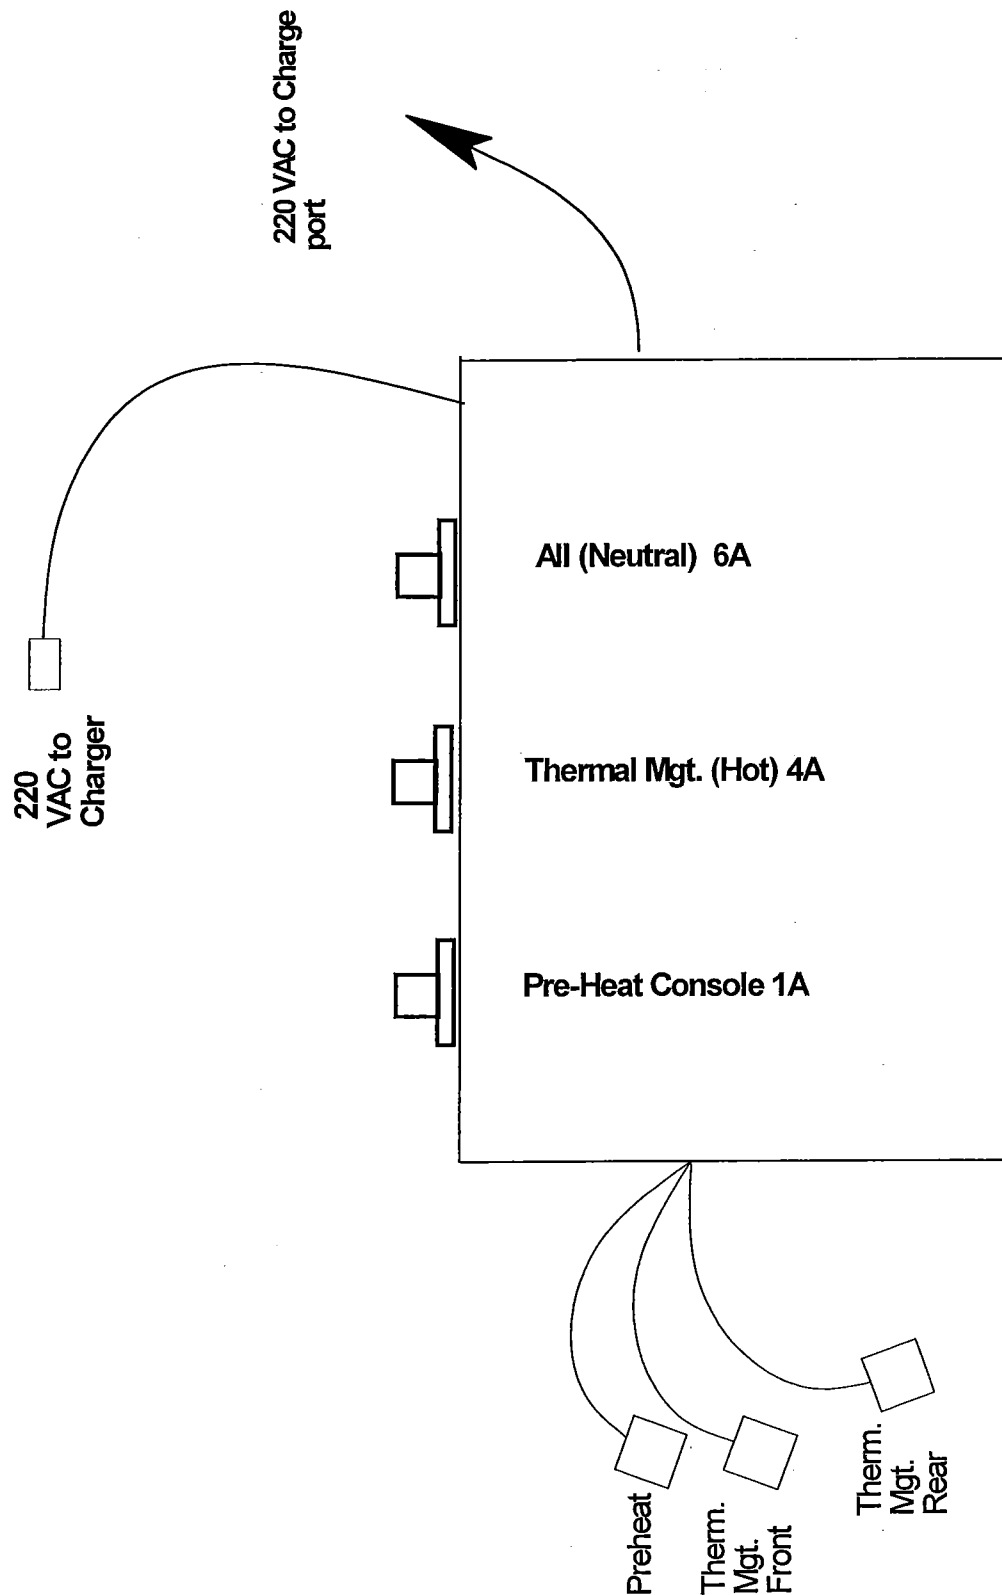 220 VAC to Charge
port
220
VAC to
Charger
All (Neutral) 6A
Thermal Mgt. (Hot) 4A
Pre-Heat Console 1A
Preheat
Therm.
Mgt.
Front
Therm.
Mgt.
Rear